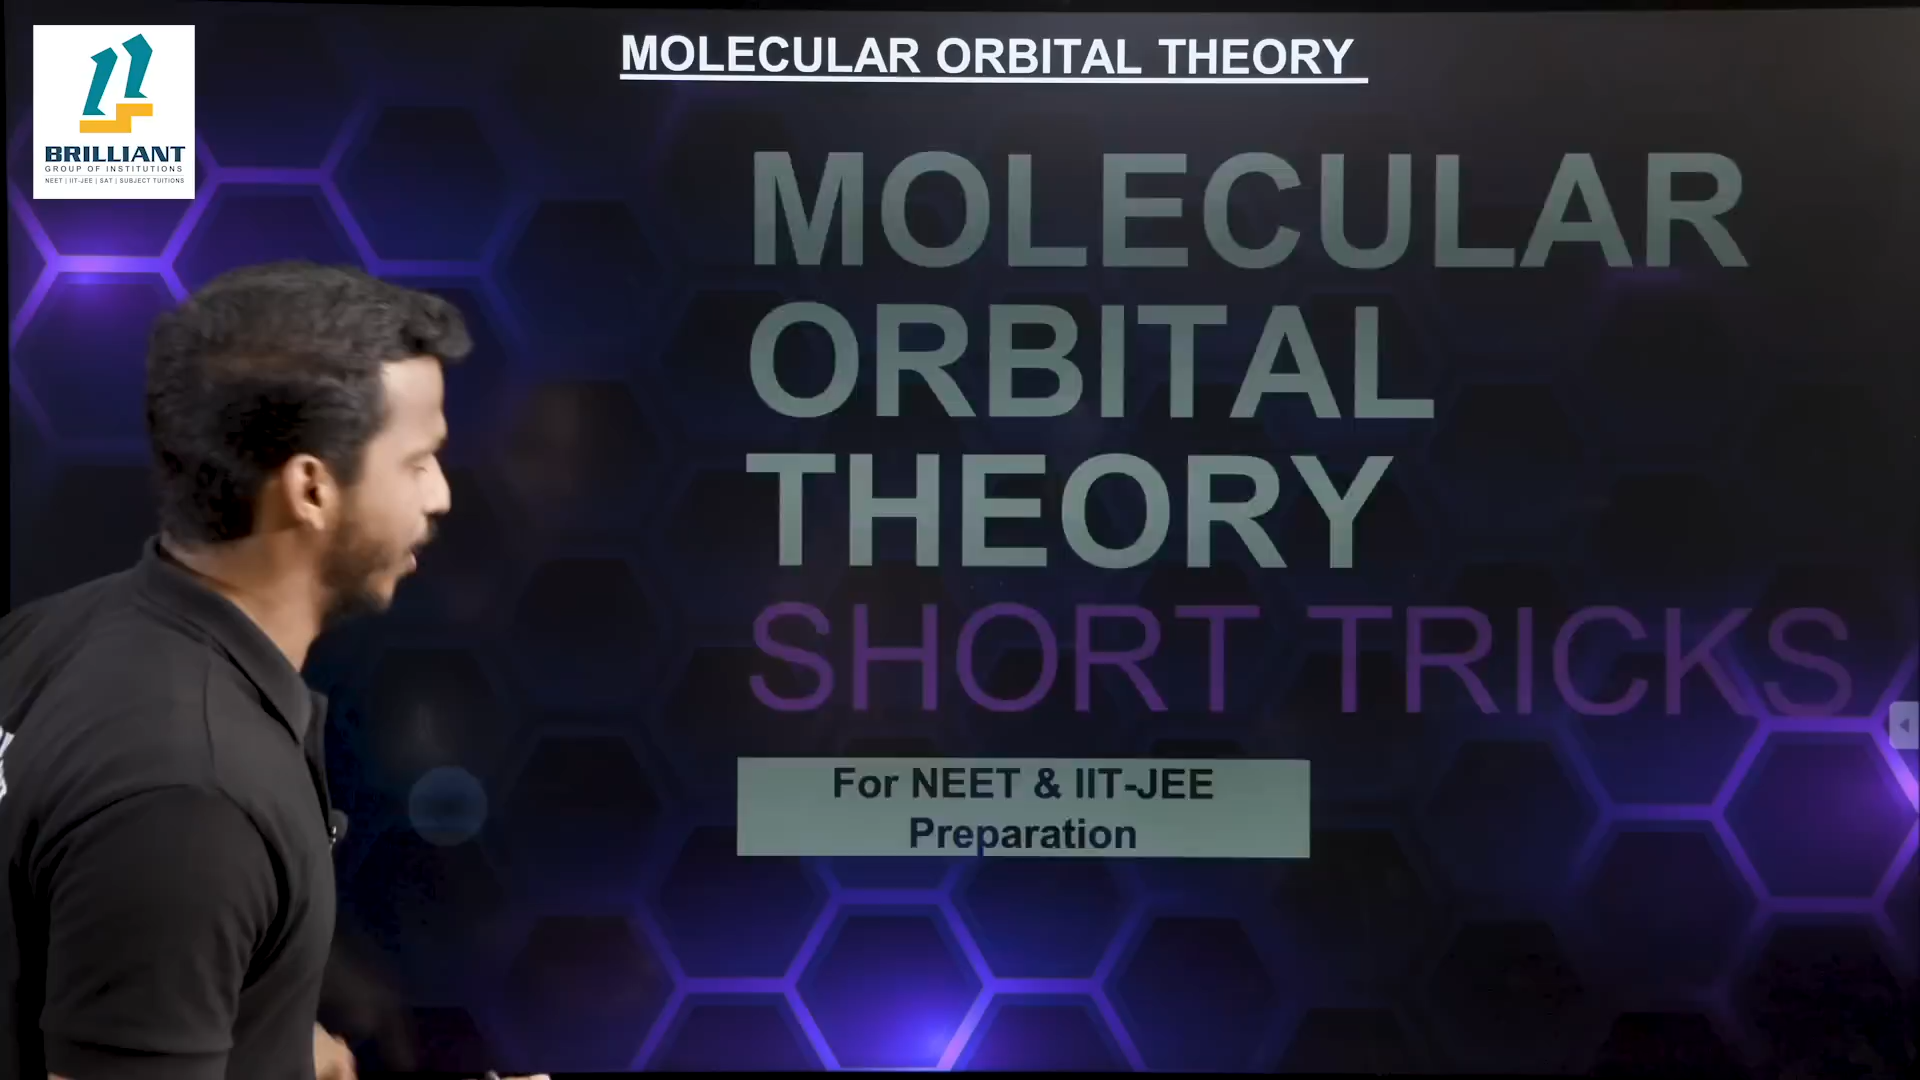 BRILLIANT
GROUP OF INSTITUTIONS
NEET | IIT-JEE | SAT | SUBJECT TUITIONS
MOLECULAR ORBITAL THEORY
MOLECULAR
ORBITAL
THEORY
SHORT TRICKS
For NEET & IIT-JEE
Preparation